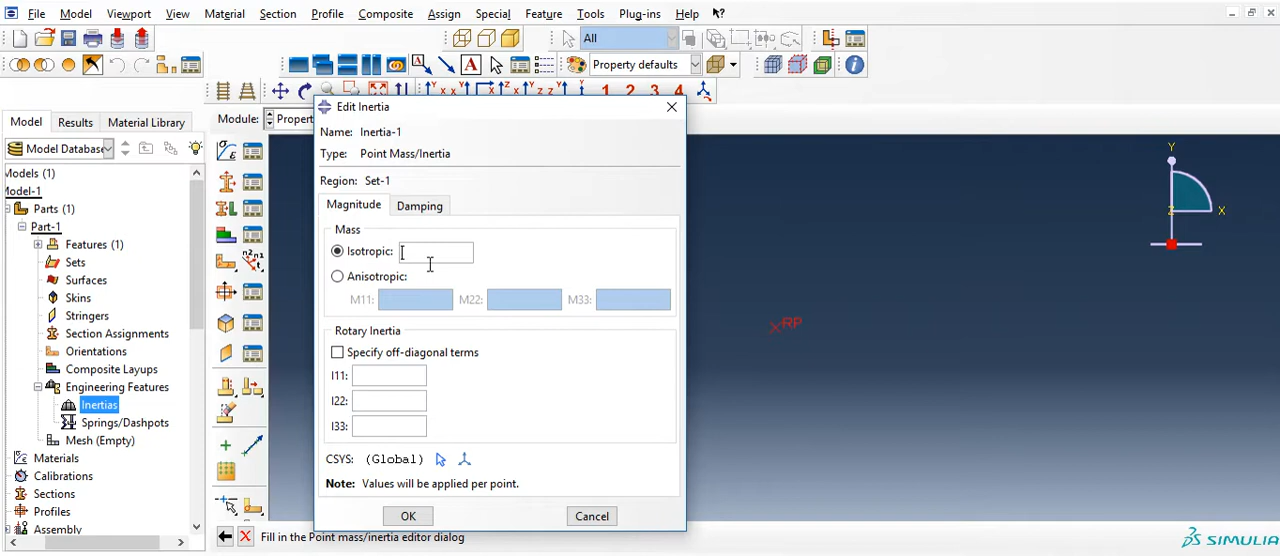 File Model Viewport View Material Section Profile Composite Assign Special Feature Tools Plug-ins Help
All
A A Property defaults
1 2 3 4
Model Results Material Library
Module: Propert
Edit Inertia
Name: Inertia-1
Type: Point Mass/Inertia
Region: Set-1
Magnitude Damping
Mass
Isotropic:
Anisotropic:
M11: M22: M33:
Rotary Inertia
Specify off-diagonal terms
I11:
I22:
I33:
CSYS: (Global)
Note: Values will be applied per point.
OK Cancel
Model Database
Models (1)
Model-1
Parts (1)
Part-1
Features (1)
Sets
Surfaces
Skins
Stringers
Section Assignments
Orientations
Composite Layups
Engineering Features
Inertias
Springs/Dashpots
Mesh (Empty)
Materials
Calibrations
Sections
Profiles
Assembly
Y
Z X
RP
Fill in the Point mass/inertia editor dialog
SIMULIA